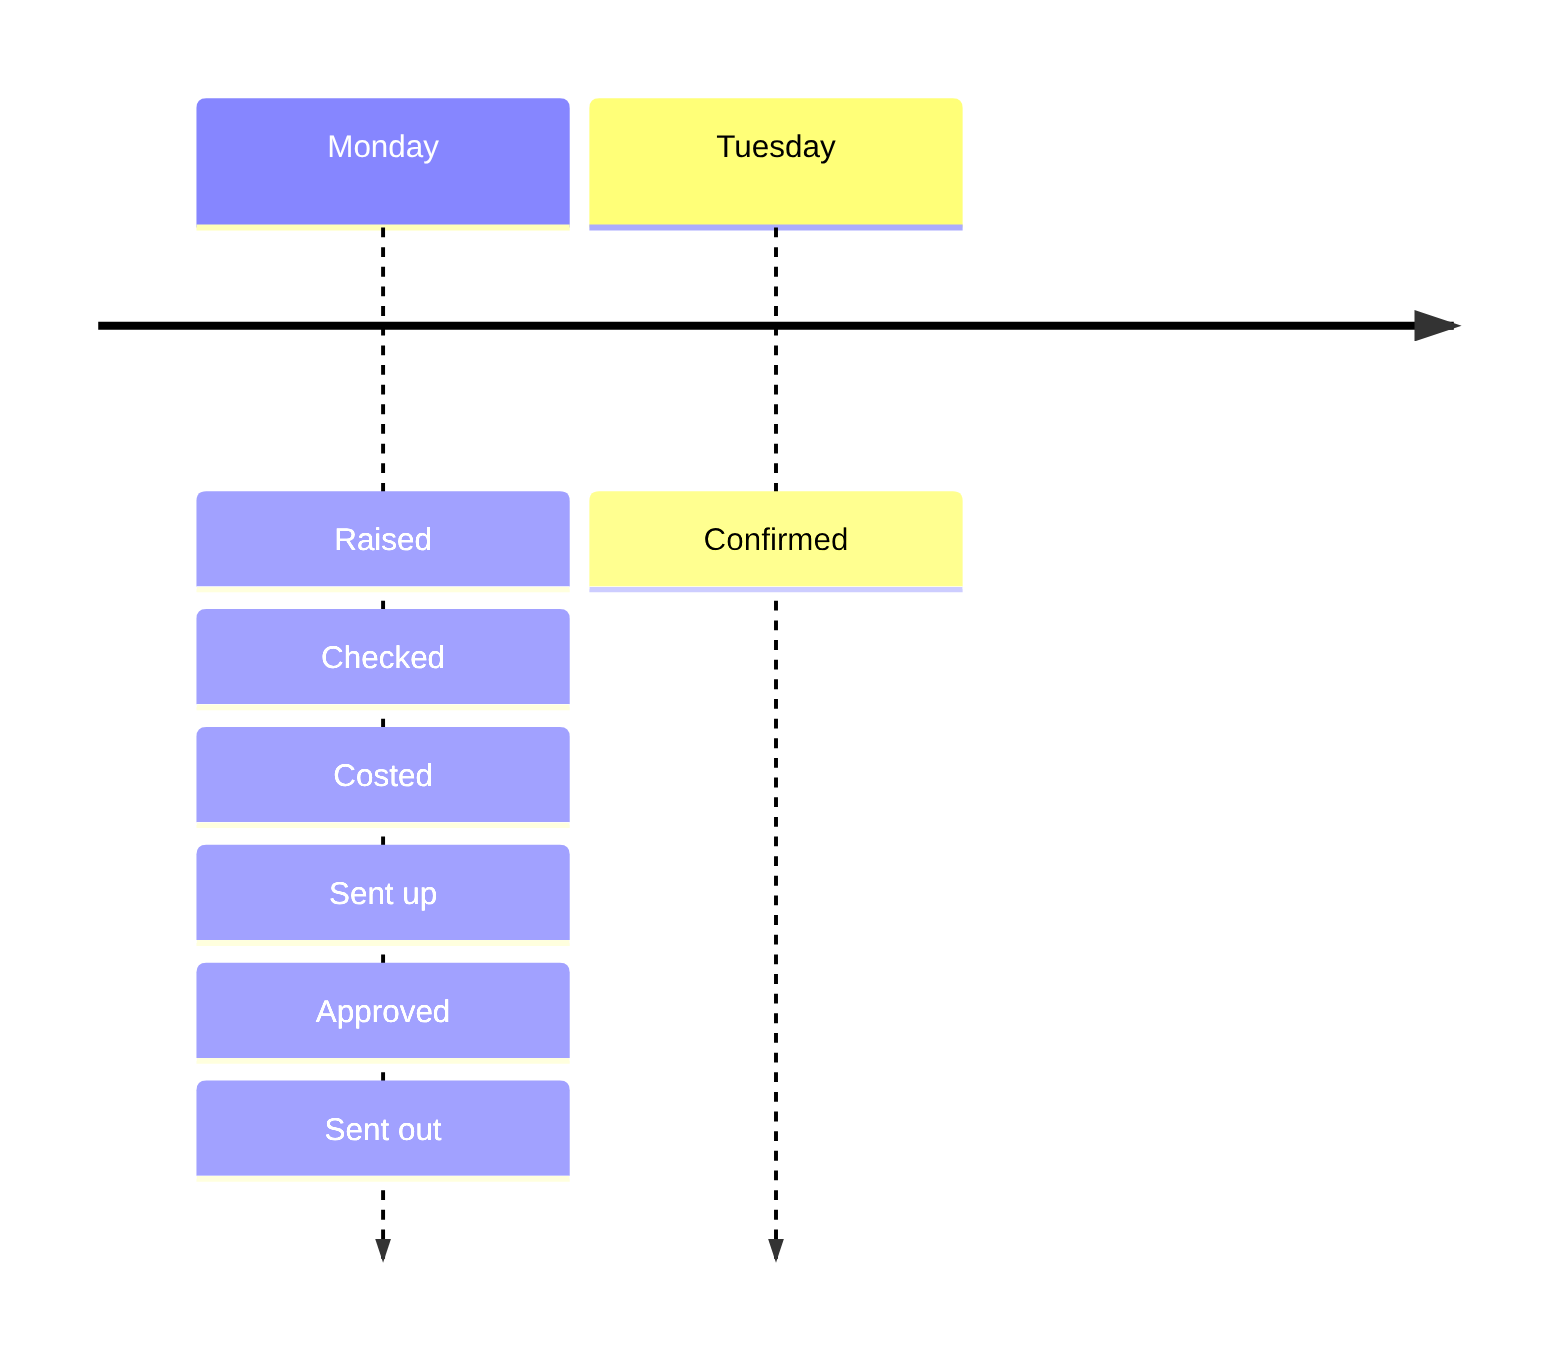 Monday
Tuesday
Raised
Checked
Costed
Sent up
Approved
Sent out
Confirmed